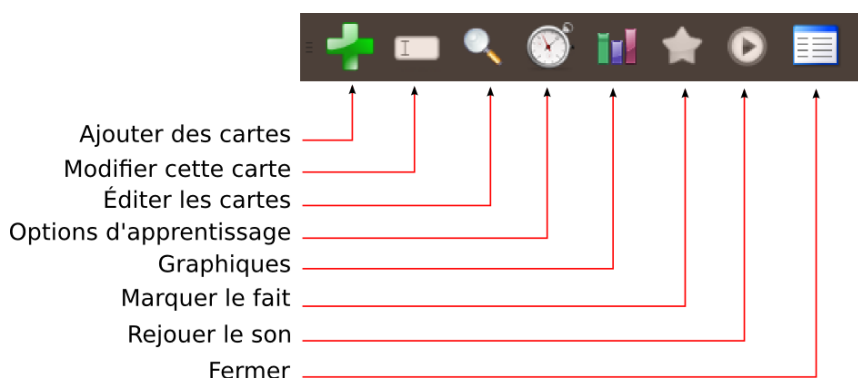 Ajouter des cartes
Modifier cette carte
Éditer les cartes
Options d'apprentissage
Graphiques
Marquer le fait
Rejouer le son
Fermer